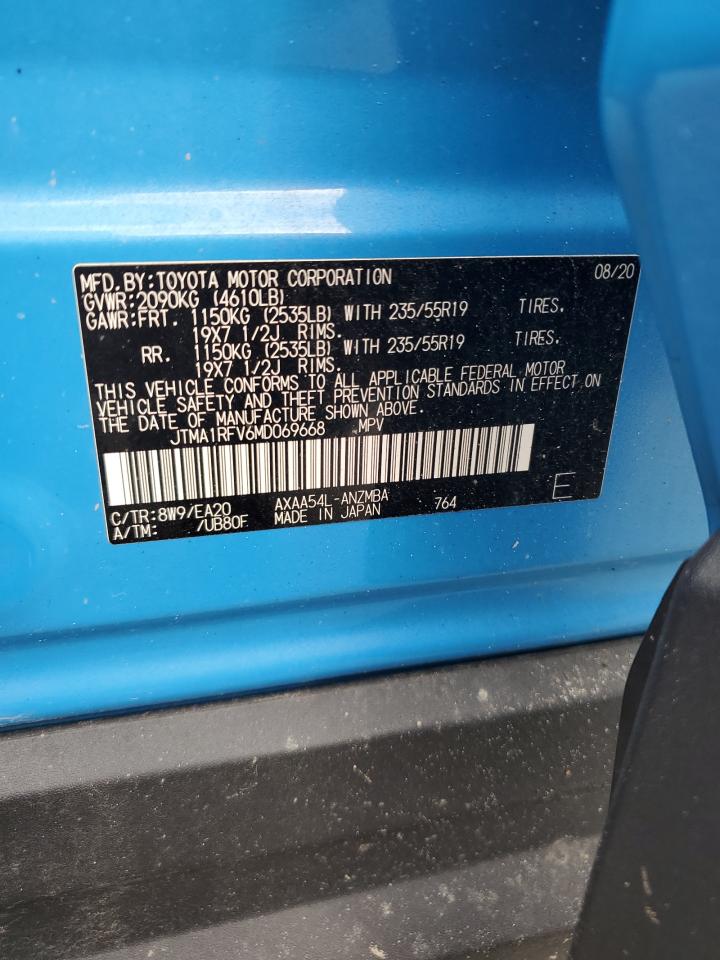 MFD.BY:TOYOTA MOTOR CORPORATION 08/20
GVWR:2090KG (4610LB)
GAWR:FRT. 1150KG (2535LB) WITH 235/55R19 TIRES.
19X7 1/2J RIMS.
RR. 1150KG (2535LB) WITH 235/55R19 TIRES.
19X7 1/2J RIMS.
THIS VEHICLE CONFORMS TO ALL APPLICABLE FEDERAL MOTOR
VEHICLE SAFETY AND THEFT PREVENTION STANDARDS IN EFFECT ON
THE DATE OF MANUFACTURE SHOWN ABOVE.
JTMA1RFV6MD069668 MPV
C/TR:8W9/EA20 AXAA54L-ANZMBA 764 E
A/TM: /UB80F MADE IN JAPAN